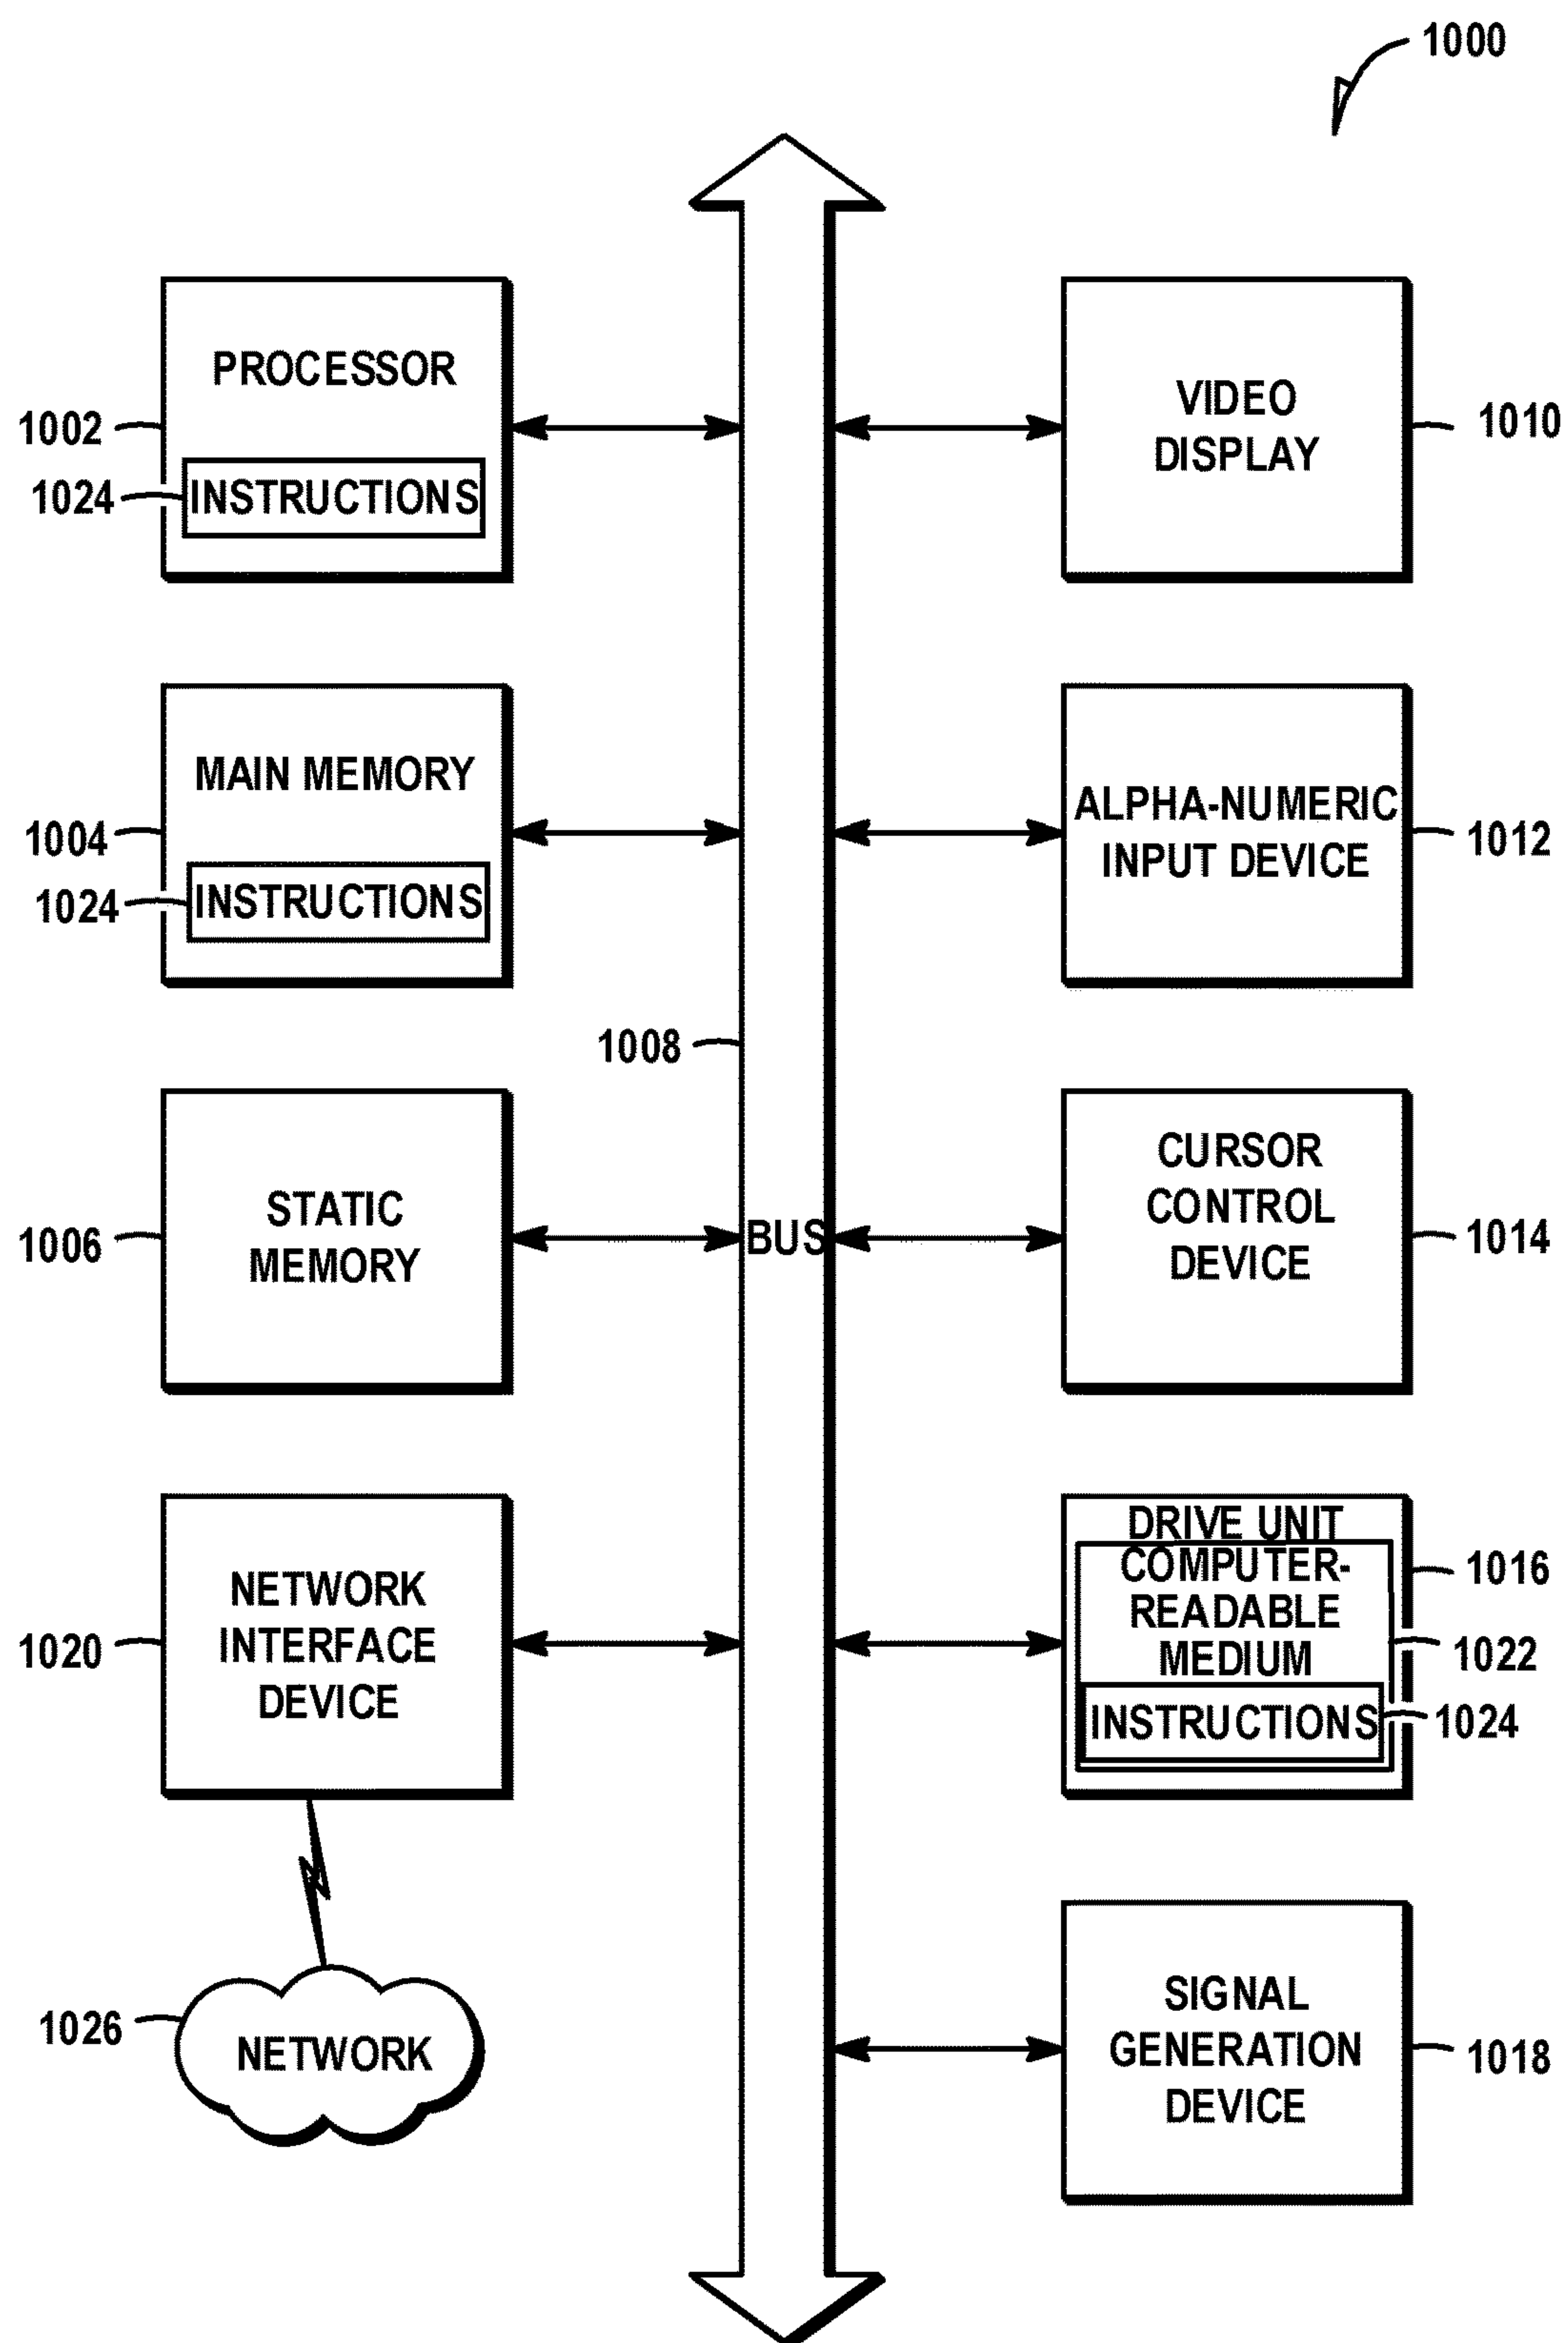 1000
PROCESSOR
1002
1024
INSTRUCTIONS
VIDEO
DISPLAY
1010
MAIN MEMORY
1004
1024
INSTRUCTIONS
ALPHA-NUMERIC
INPUT DEVICE
1012
1008
STATIC
MEMORY
1006
BUS
CURSOR
CONTROL
DEVICE
1014
NETWORK
INTERFACE
DEVICE
1020
DRIVE UNIT
COMPUTER-
READABLE
MEDIUM
1016
1022
INSTRUCTIONS
1024
1026
NETWORK
SIGNAL
GENERATION
DEVICE
1018